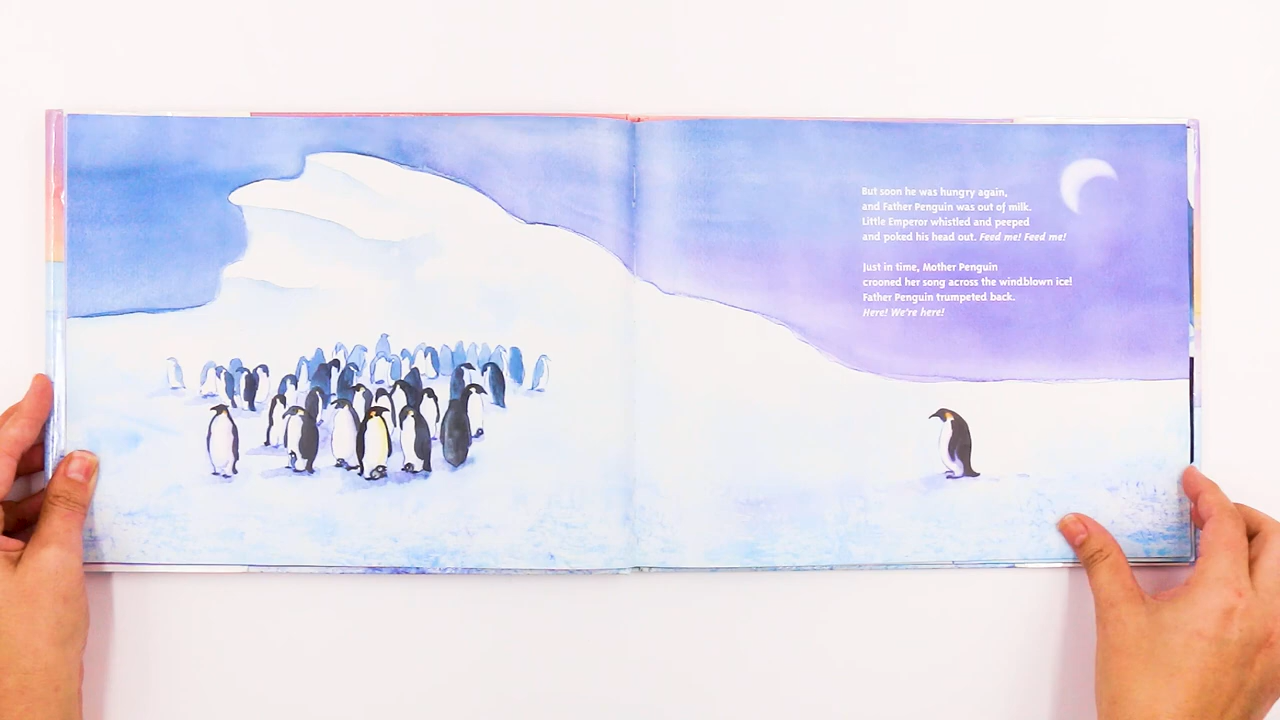 But soon he was hungry again,
and Father Penguin was out of milk.
Little Emperor whistled and peeped
and poked his head out. Feed me! Feed me!
Just in time, Mother Penguin
crooned her song across the windblown ice!
Father Penguin trumpeted back.
Here! We're here!